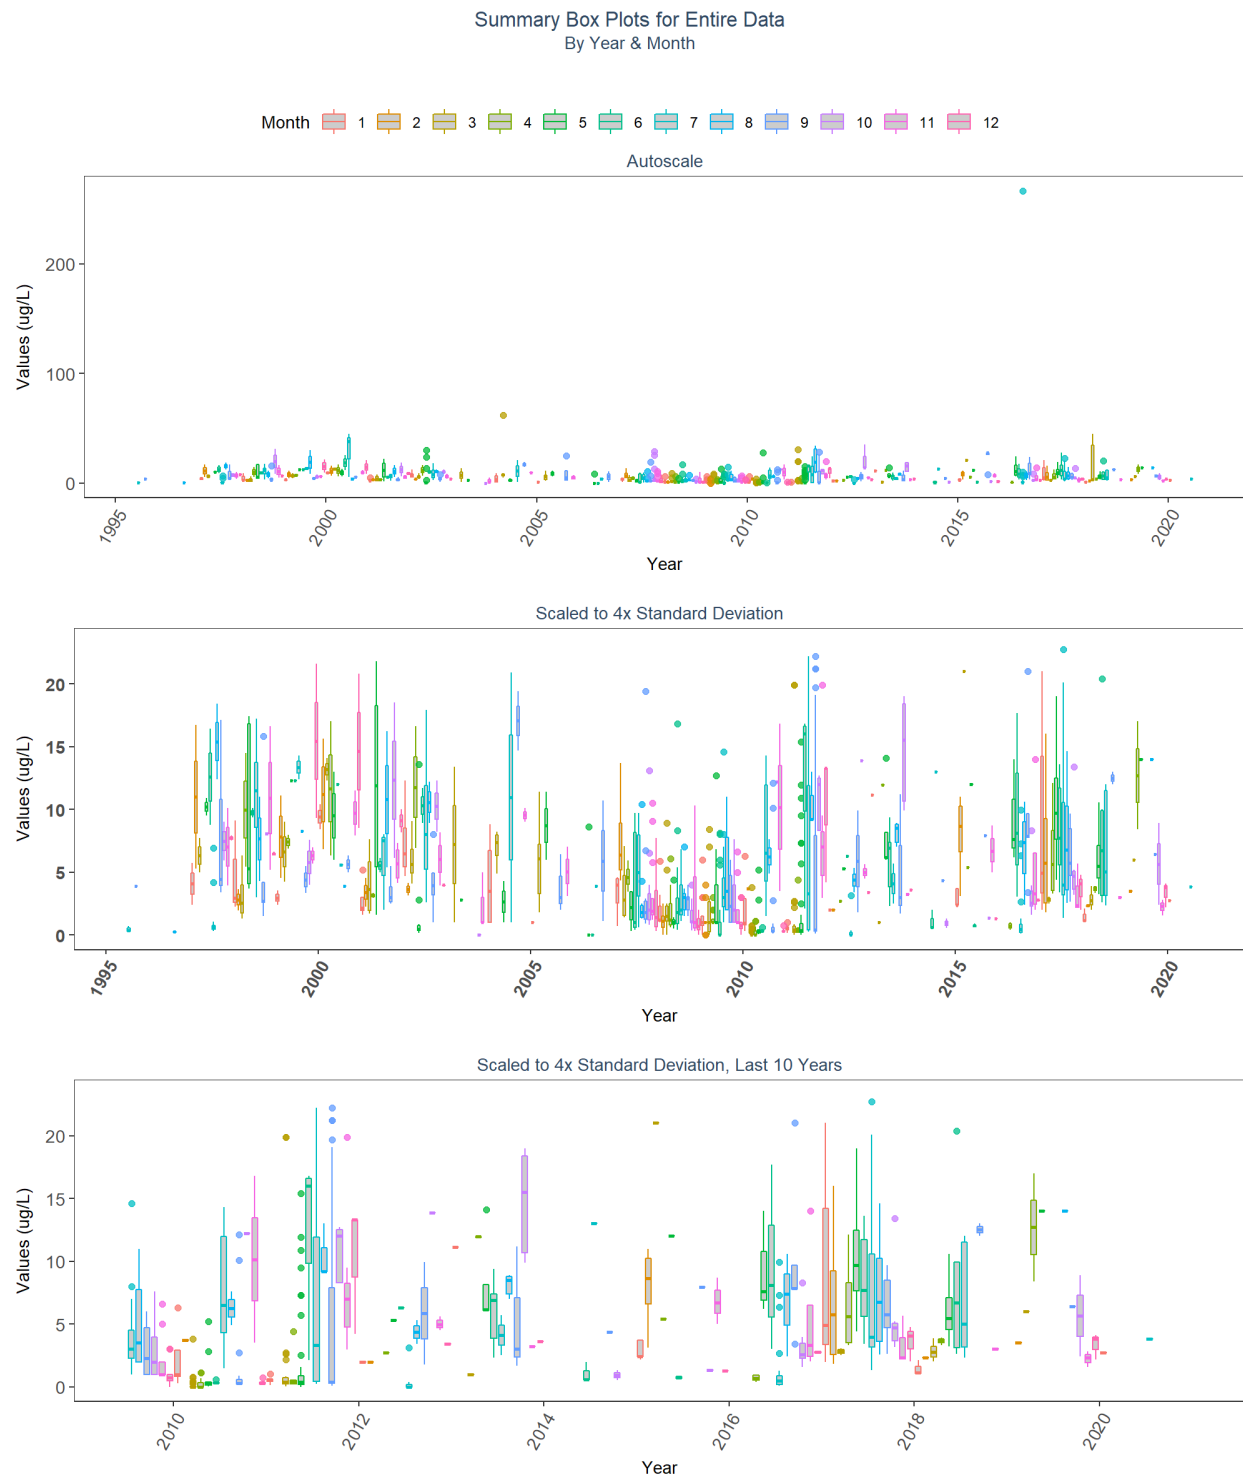 Summary Box Plots for Entire Data
By Year & Month
Month 1 2 3 4 5 6 7 8 9 10 11 12
Autoscale
Values (ug/L)
200
100
0
1995 2000 2005 2010 2015 2020
Year
Scaled to 4x Standard Deviation
Values (ug/L)
20
15
10
5
0
1995 2000 2005 2010 2015 2020
Year
Scaled to 4x Standard Deviation, Last 10 Years
Values (ug/L)
20
15
10
5
0
2010 2012 2014 2016 2018 2020
Year